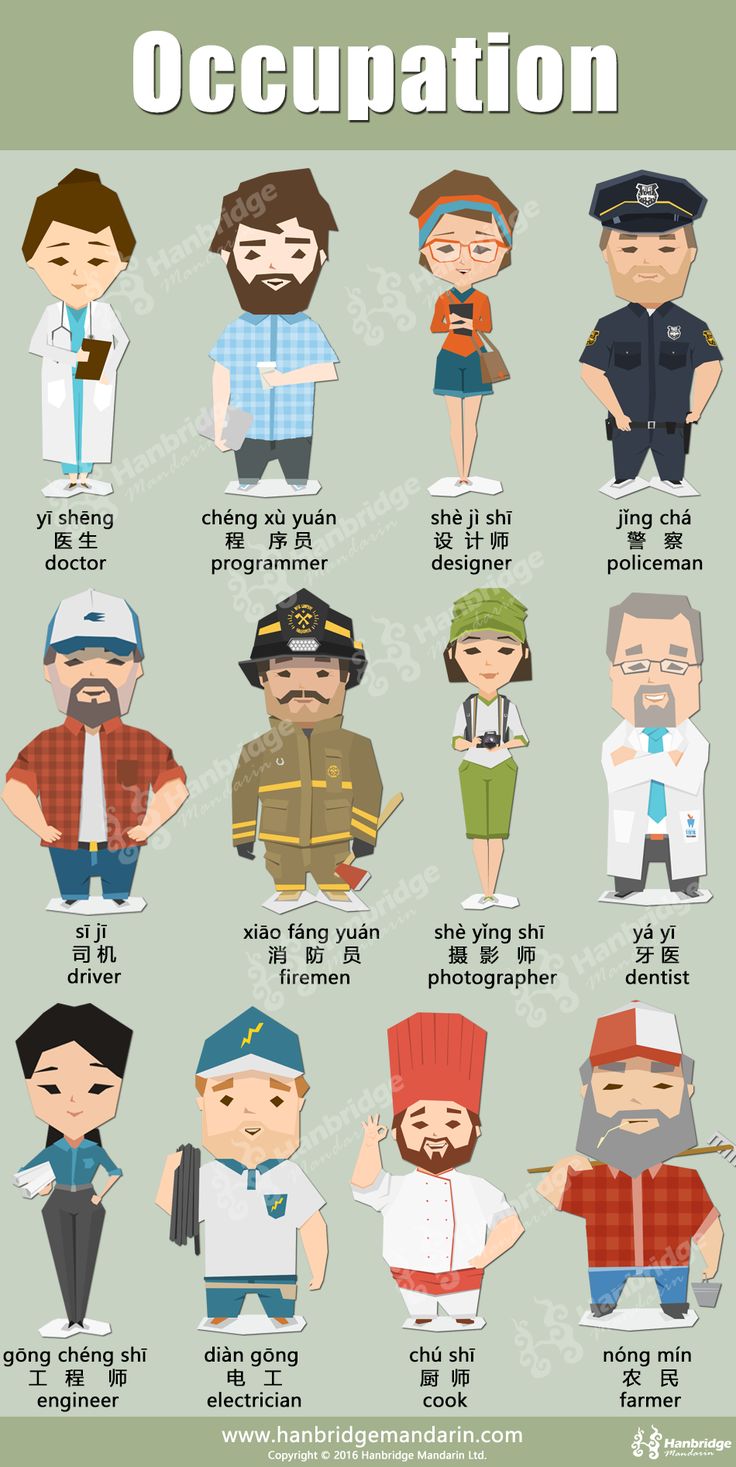 Occupation
yī shēng
医生
doctor
chéng xù yuán
程 序员
programmer
shè jì shī
设 计 师
designer
jǐng chá
警 察
policeman
sī jī
司机
driver
xiāo fáng yuán
消 防 员
firemen
shè yǐng shī
摄 影 师
photographer
yá yī
牙医
dentist
gōng chéng shī
工 程 师
engineer
diàn gōng
电 工
electrician
chú shī
厨师
cook
nóng mín
农 民
farmer
www.hanbridgemandarin.com
Copyright © 2016 Hanbridge Mandarin Ltd.
Hanbridge
Mandarin